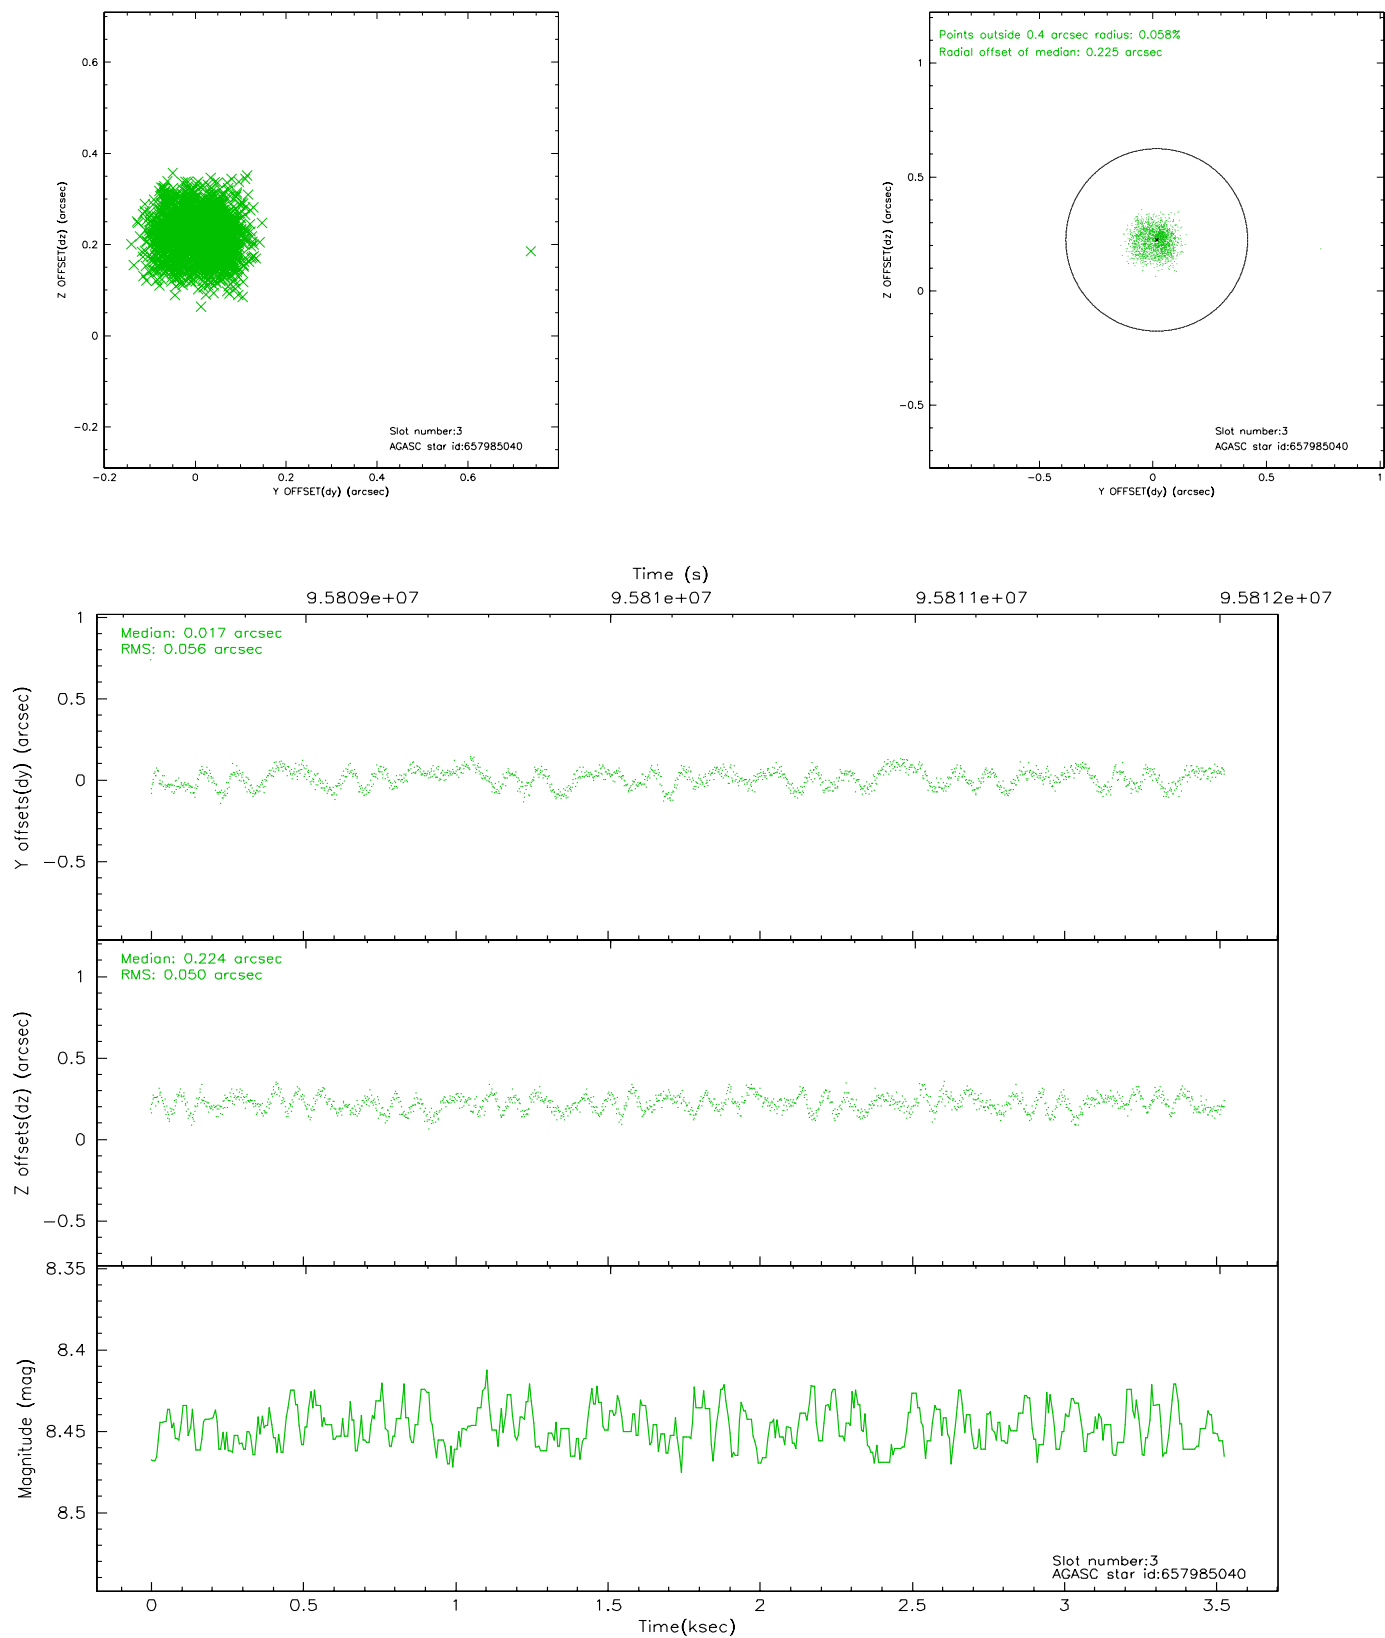 0.6
0.4
0.2
0
−0.2
Z OFFSET(dz) (arcsec)
Slot number:3
AGASC star id:657985040
−0.2 0 0.2 0.4 0.6
Y OFFSET(dy) (arcsec)
Points outside 0.4 arcsec radius: 0.058%
Radial offset of median: 0.225 arcsec
1
0.5
0
−0.5
Z OFFSET(dz) (arcsec)
Slot number:3
AGASC star id:657985040
−0.5 0 0.5 1
Y OFFSET(dy) (arcsec)
Time (s)
9.5809e+07 9.581e+07 9.5811e+07 9.5812e+07
Median: 0.017 arcsec
RMS: 0.056 arcsec
1
0.5
0
−0.5
Y offsets(dy) (arcsec)
Median: 0.224 arcsec
RMS: 0.050 arcsec
1
0.5
0
−0.5
Z offsets(dz) (arcsec)
8.35
8.4
8.45
8.5
Magnitude (mag)
Slot number:3
AGASC star id:657985040
0 0.5 1 1.5 2 2.5 3 3.5
Time(ksec)